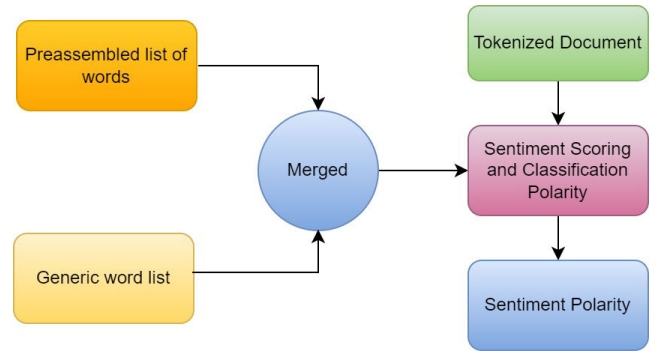 Preassembled list of
words
Generic word list
Merged
Tokenized Document
Sentiment Scoring
and Classification
Polarity
Sentiment Polarity